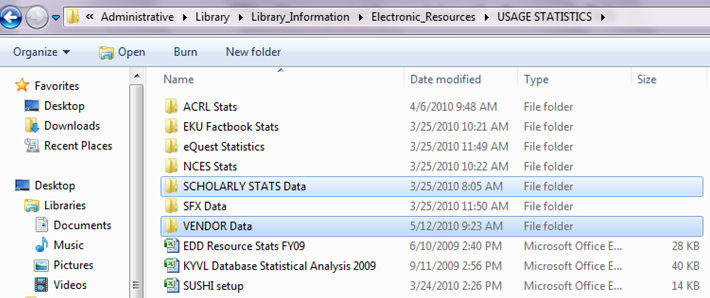 « Administrative ▸ Library ▸ Library_Information ▸ Electronic_Resources ▸ USAGE STATISTICS ▸
Organize ▾ Open Burn New folder
Name Date modified Type Size
Favorites
Desktop
Downloads
Recent Places
Desktop
Libraries
Documents
Music
Pictures
Videos
ACRL Stats 4/6/2010 9:48 AM File folder
EKU Factbook Stats 3/25/2010 10:21 AM File folder
eQuest Statistics 3/25/2010 11:49 AM File folder
NCES Stats 3/25/2010 10:22 AM File folder
SCHOLARLY STATS Data 3/25/2010 8:05 AM File folder
SFX Data 3/25/2010 11:50 AM File folder
VENDOR Data 5/12/2010 9:23 AM File folder
EDD Resource Stats FY09 6/10/2009 2:40 PM Microsoft Office E... 28 KB
KYVL Database Statistical Analysis 2009 9/11/2009 2:56 PM Microsoft Office E... 40 KB
SUSHI setup 3/24/2010 2:26 PM Microsoft Office E... 14 KB